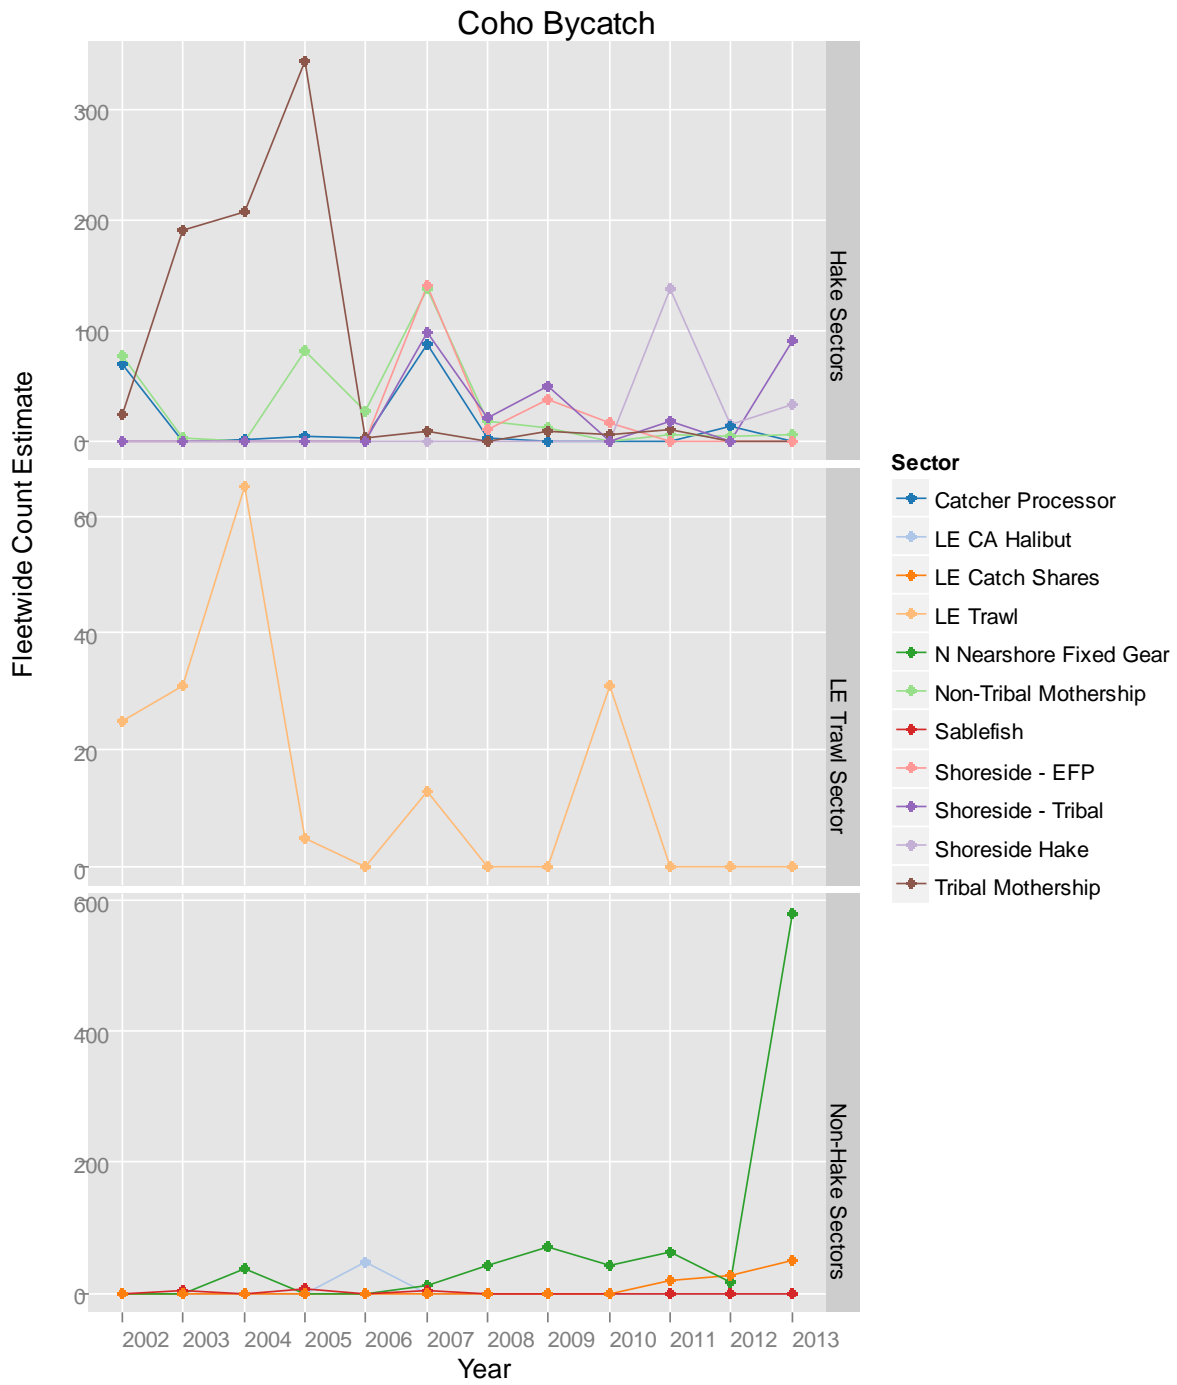 Coho Bycatch
Fleetwide Count Estimate
300
200
100
0
Hake Sectors
60
40
20
0
LE Trawl Sector
600
400
200
0
Non-Hake Sectors
2002 2003 2004 2005 2006 2007 2008 2009 2010 2011 2012 2013
Year
Sector
Catcher Processor
LE CA Halibut
LE Catch Shares
LE Trawl
N Nearshore Fixed Gear
Non-Tribal Mothership
Sablefish
Shoreside - EFP
Shoreside - Tribal
Shoreside Hake
Tribal Mothership